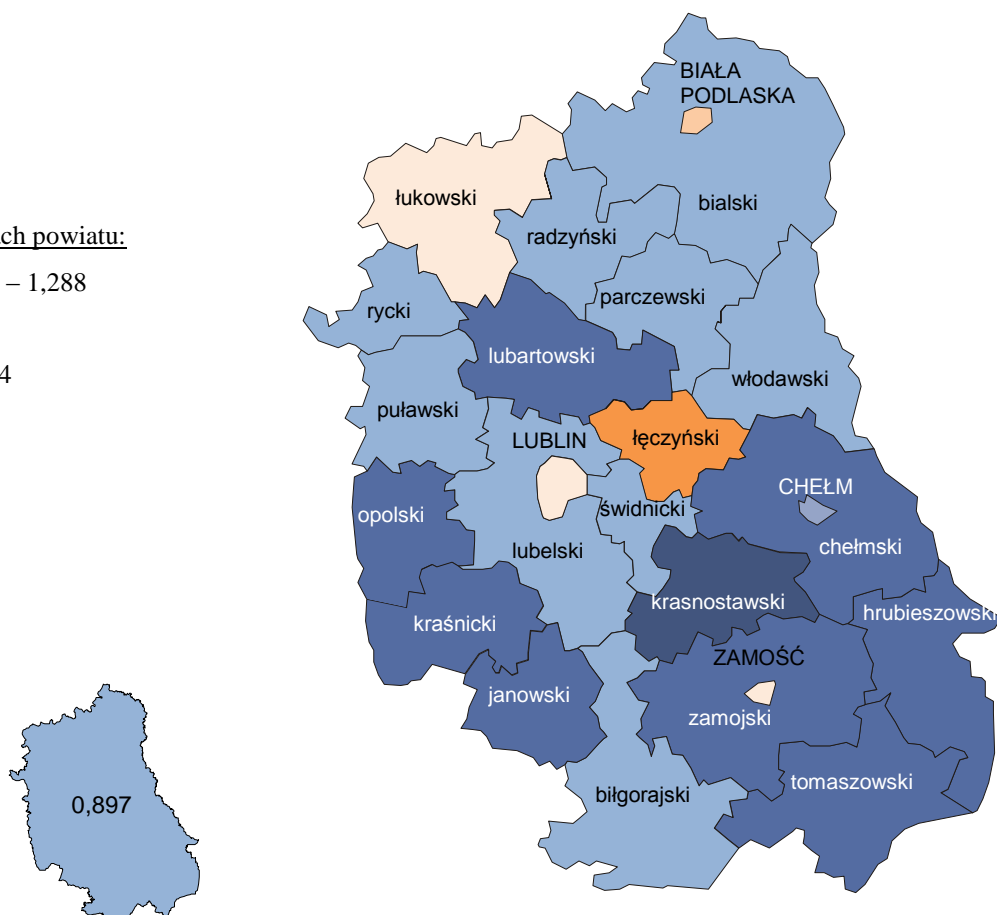 BIAŁA
PODLASKA
łukowski
bialski
radzyński
ach powiatu:
– 1,288
parczewski
rycki
lubartowski
4
włodawski
puławski
LUBLIN
łęczyński
CHEŁM
opolski
świdnicki
lubelski
chełmski
krasnostawski
hrubieszowski
kraśnicki
ZAMOŚĆ
janowski
zamojski
tomaszowski
biłgorajski
0,897